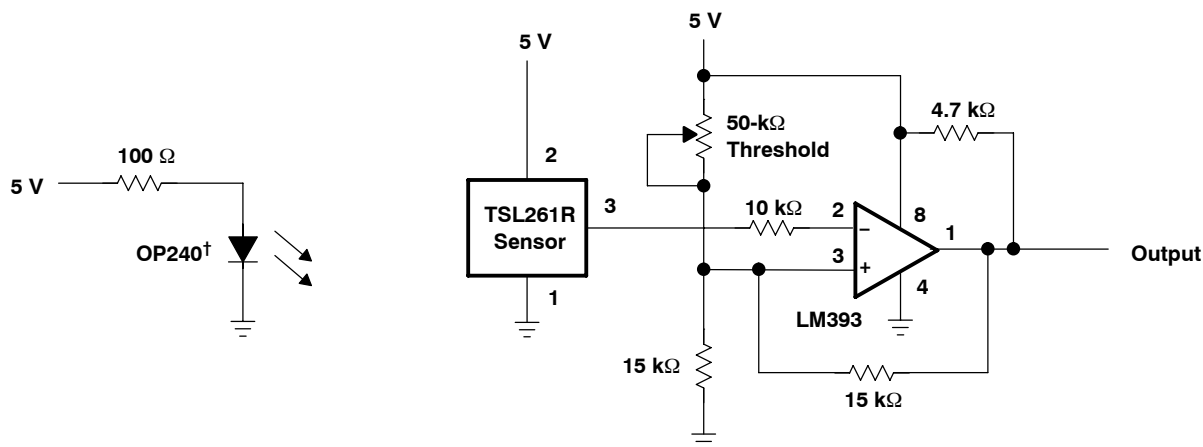 5 V
100 Ω
OP240†
5 V
2
TSL261R
Sensor
3
1
5 V
50-kΩ
Threshold
4.7 kΩ
10 kΩ
2
−
8
1
3
+
4
LM393
Output
15 kΩ
15 kΩ